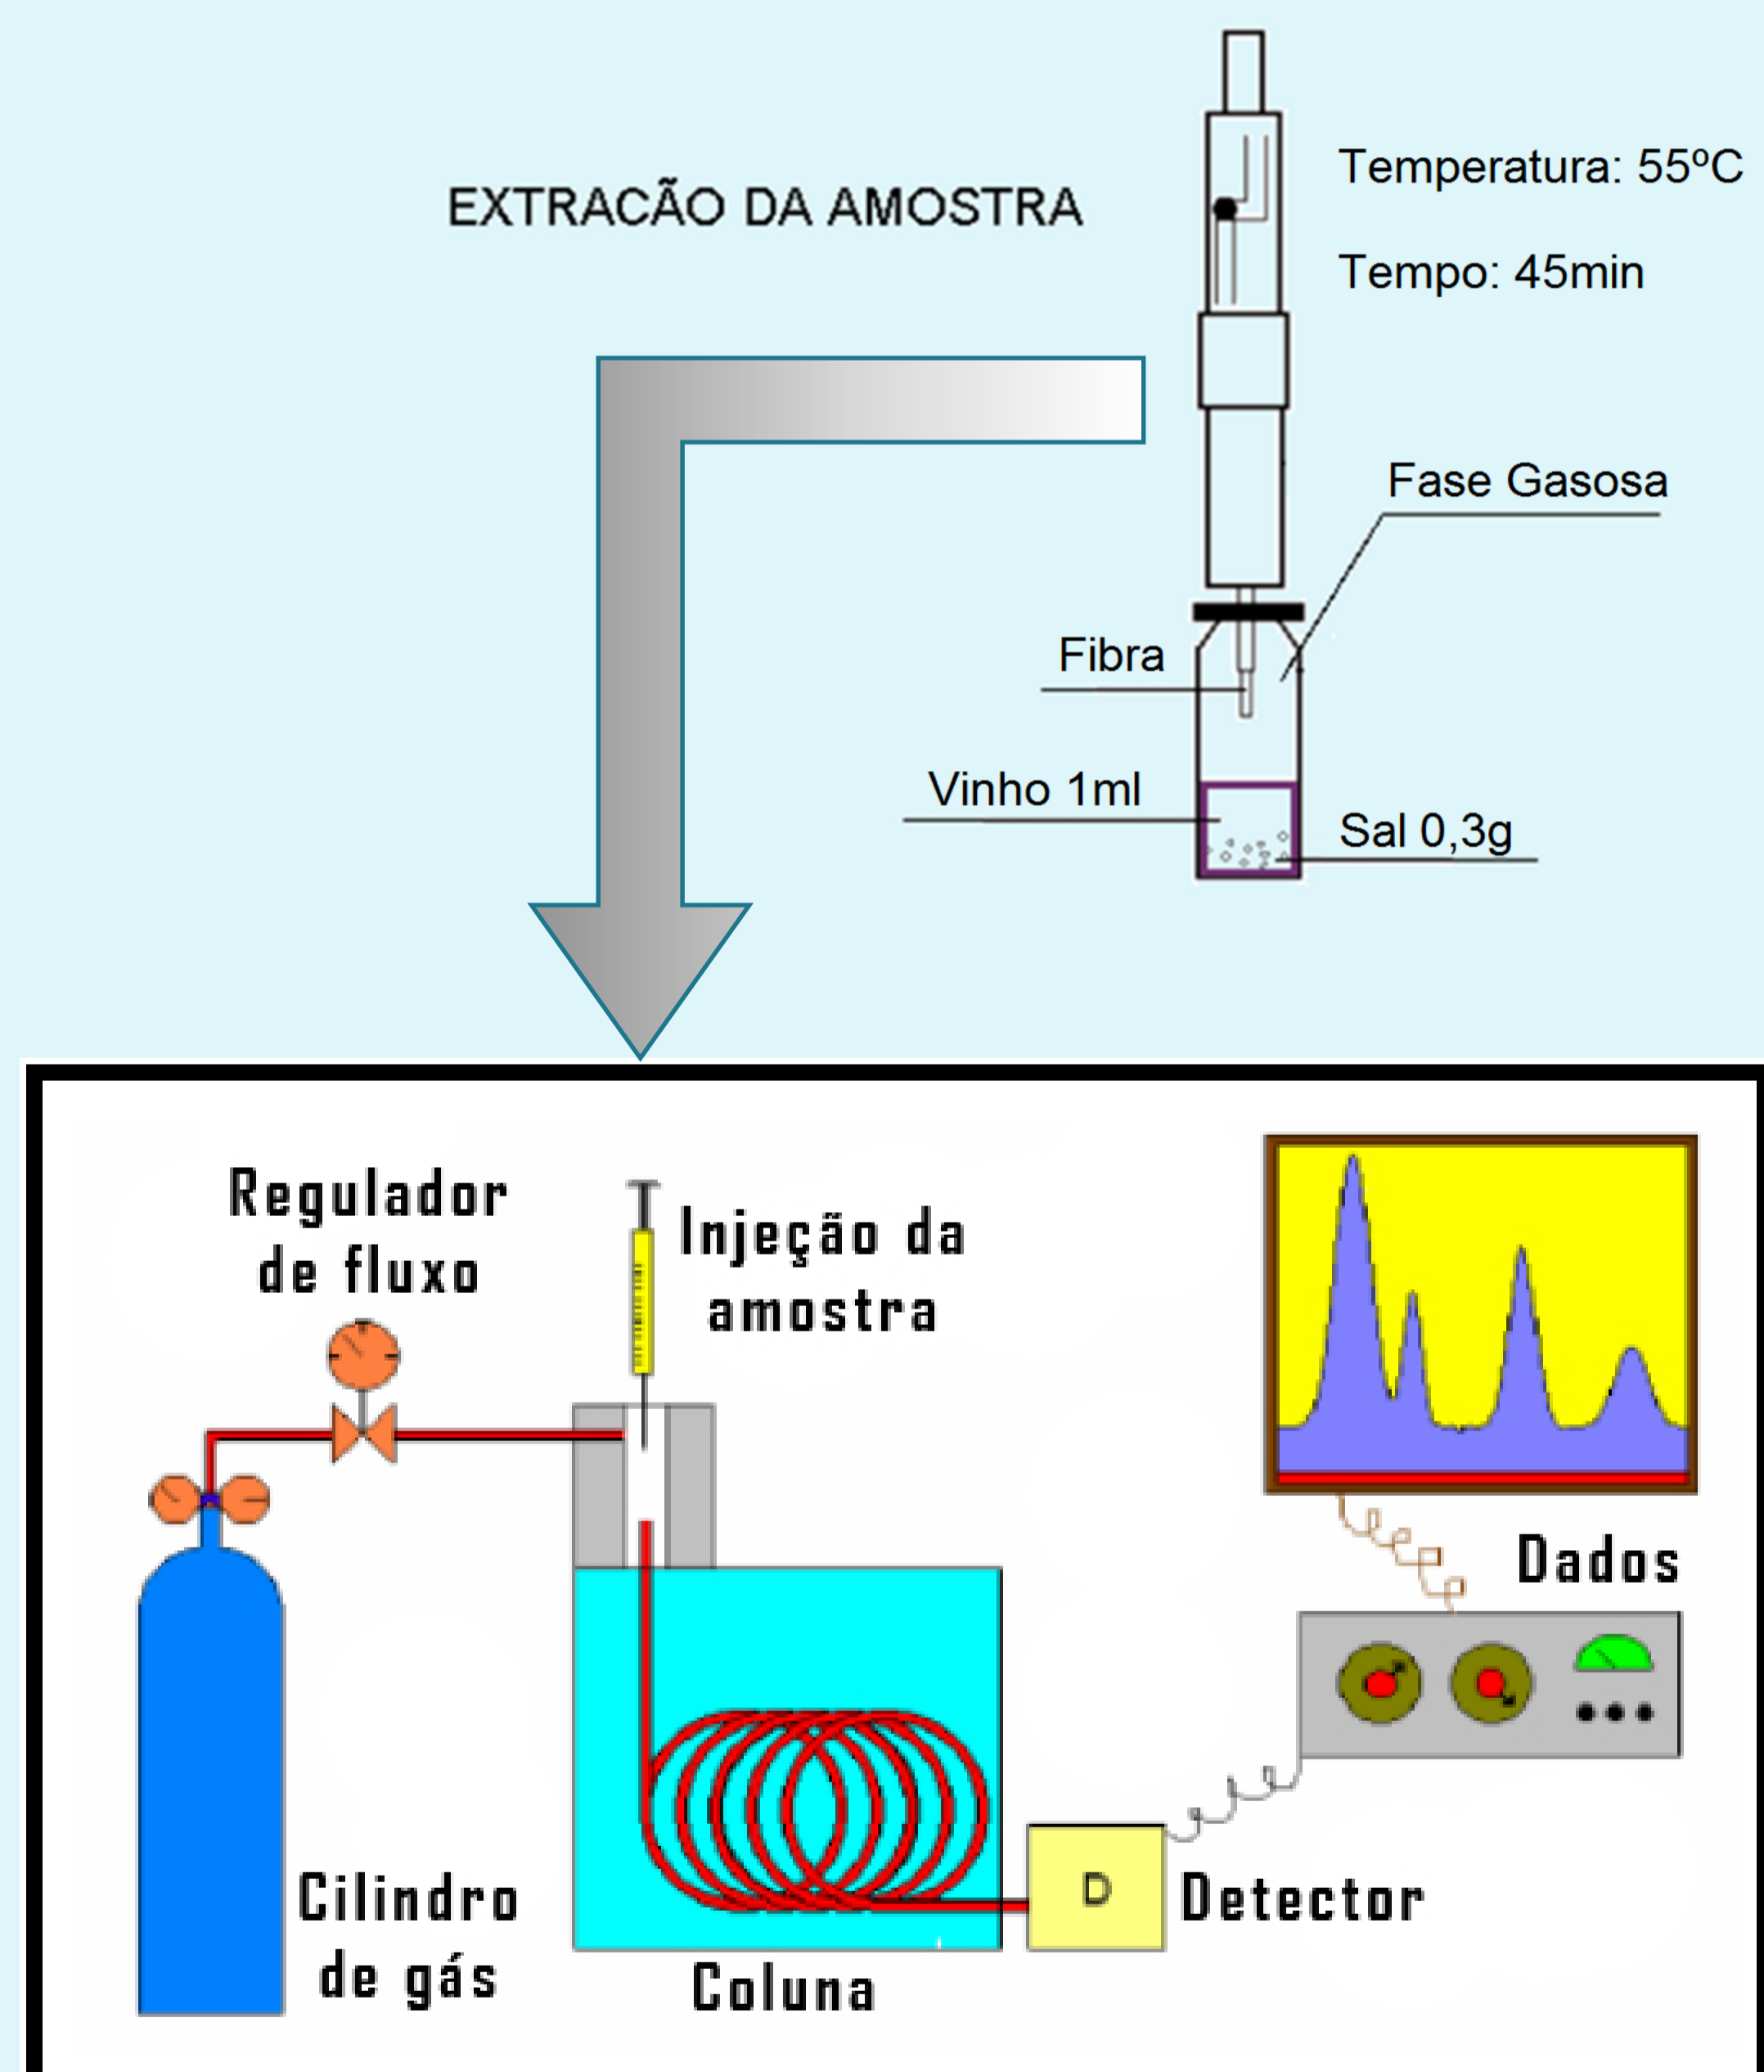 EXTRACÃO DA AMOSTRA
Temperatura: 55ºC
Tempo: 45min
Fase Gasosa
Fibra
Vinho 1ml
Sal 0,3g
Regulador
de fluxo
Injeção da
amostra
Dados
D
Detector
Cilindro
de gás
Coluna